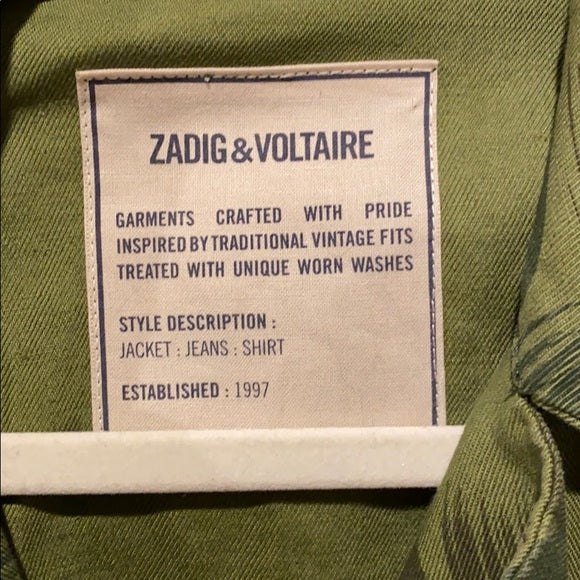 ZADIG&VOLTAIRE
GARMENTS CRAFTED WITH PRIDE
INSPIRED BY TRADITIONAL VINTAGE FITS
TREATED WITH UNIQUE WORN WASHES
STYLE DESCRIPTION :
JACKET : JEANS : SHIRT
ESTABLISHED : 1997